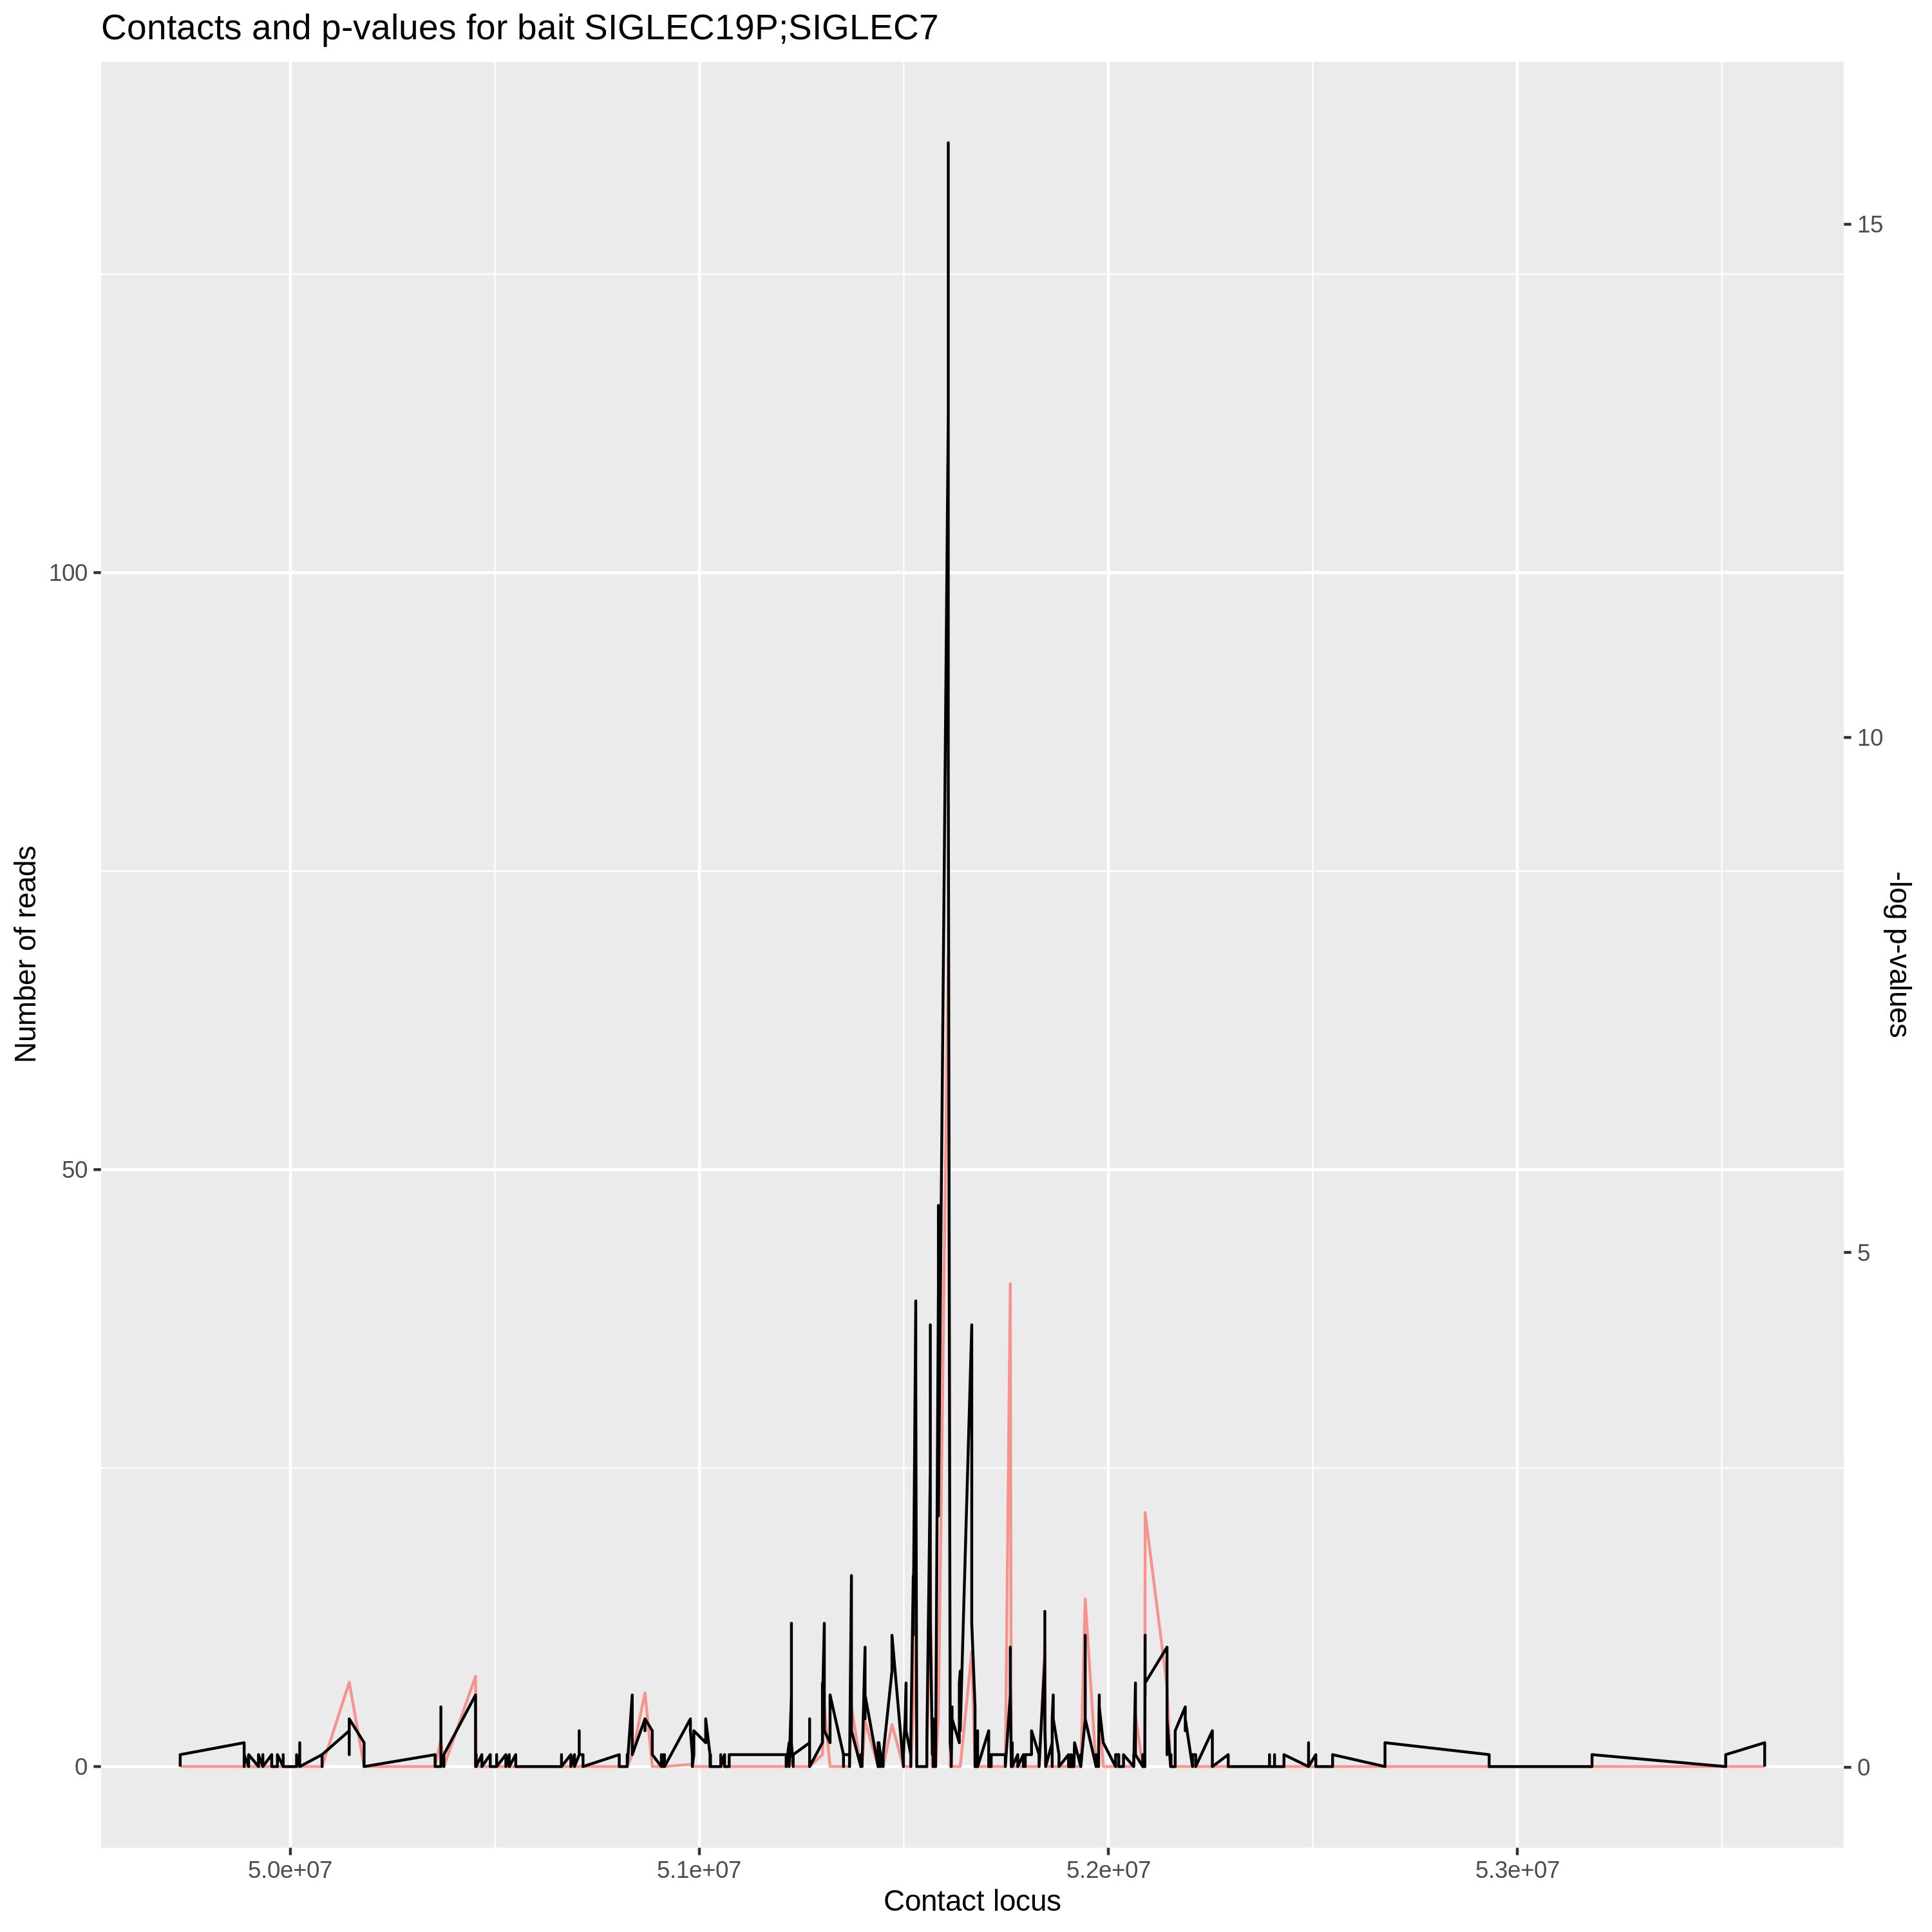 Contacts and p-values for bait SIGLEC19P;SIGLEC7
15
100
10
Number of reads
-log p-values
50
5
0
0
5.0e+07
5.1e+07
5.2e+07
5.3e+07
Contact locus